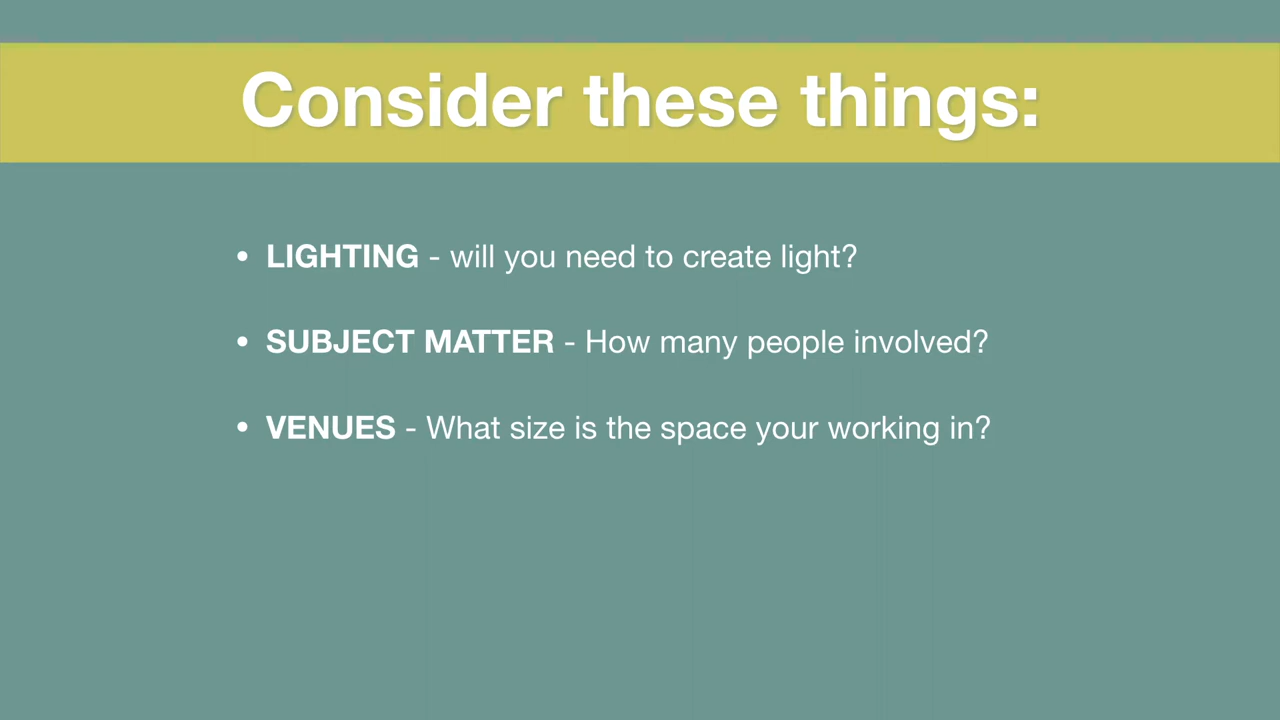 Consider these things:
• LIGHTING - will you need to create light?
• SUBJECT MATTER - How many people involved?
• VENUES - What size is the space your working in?